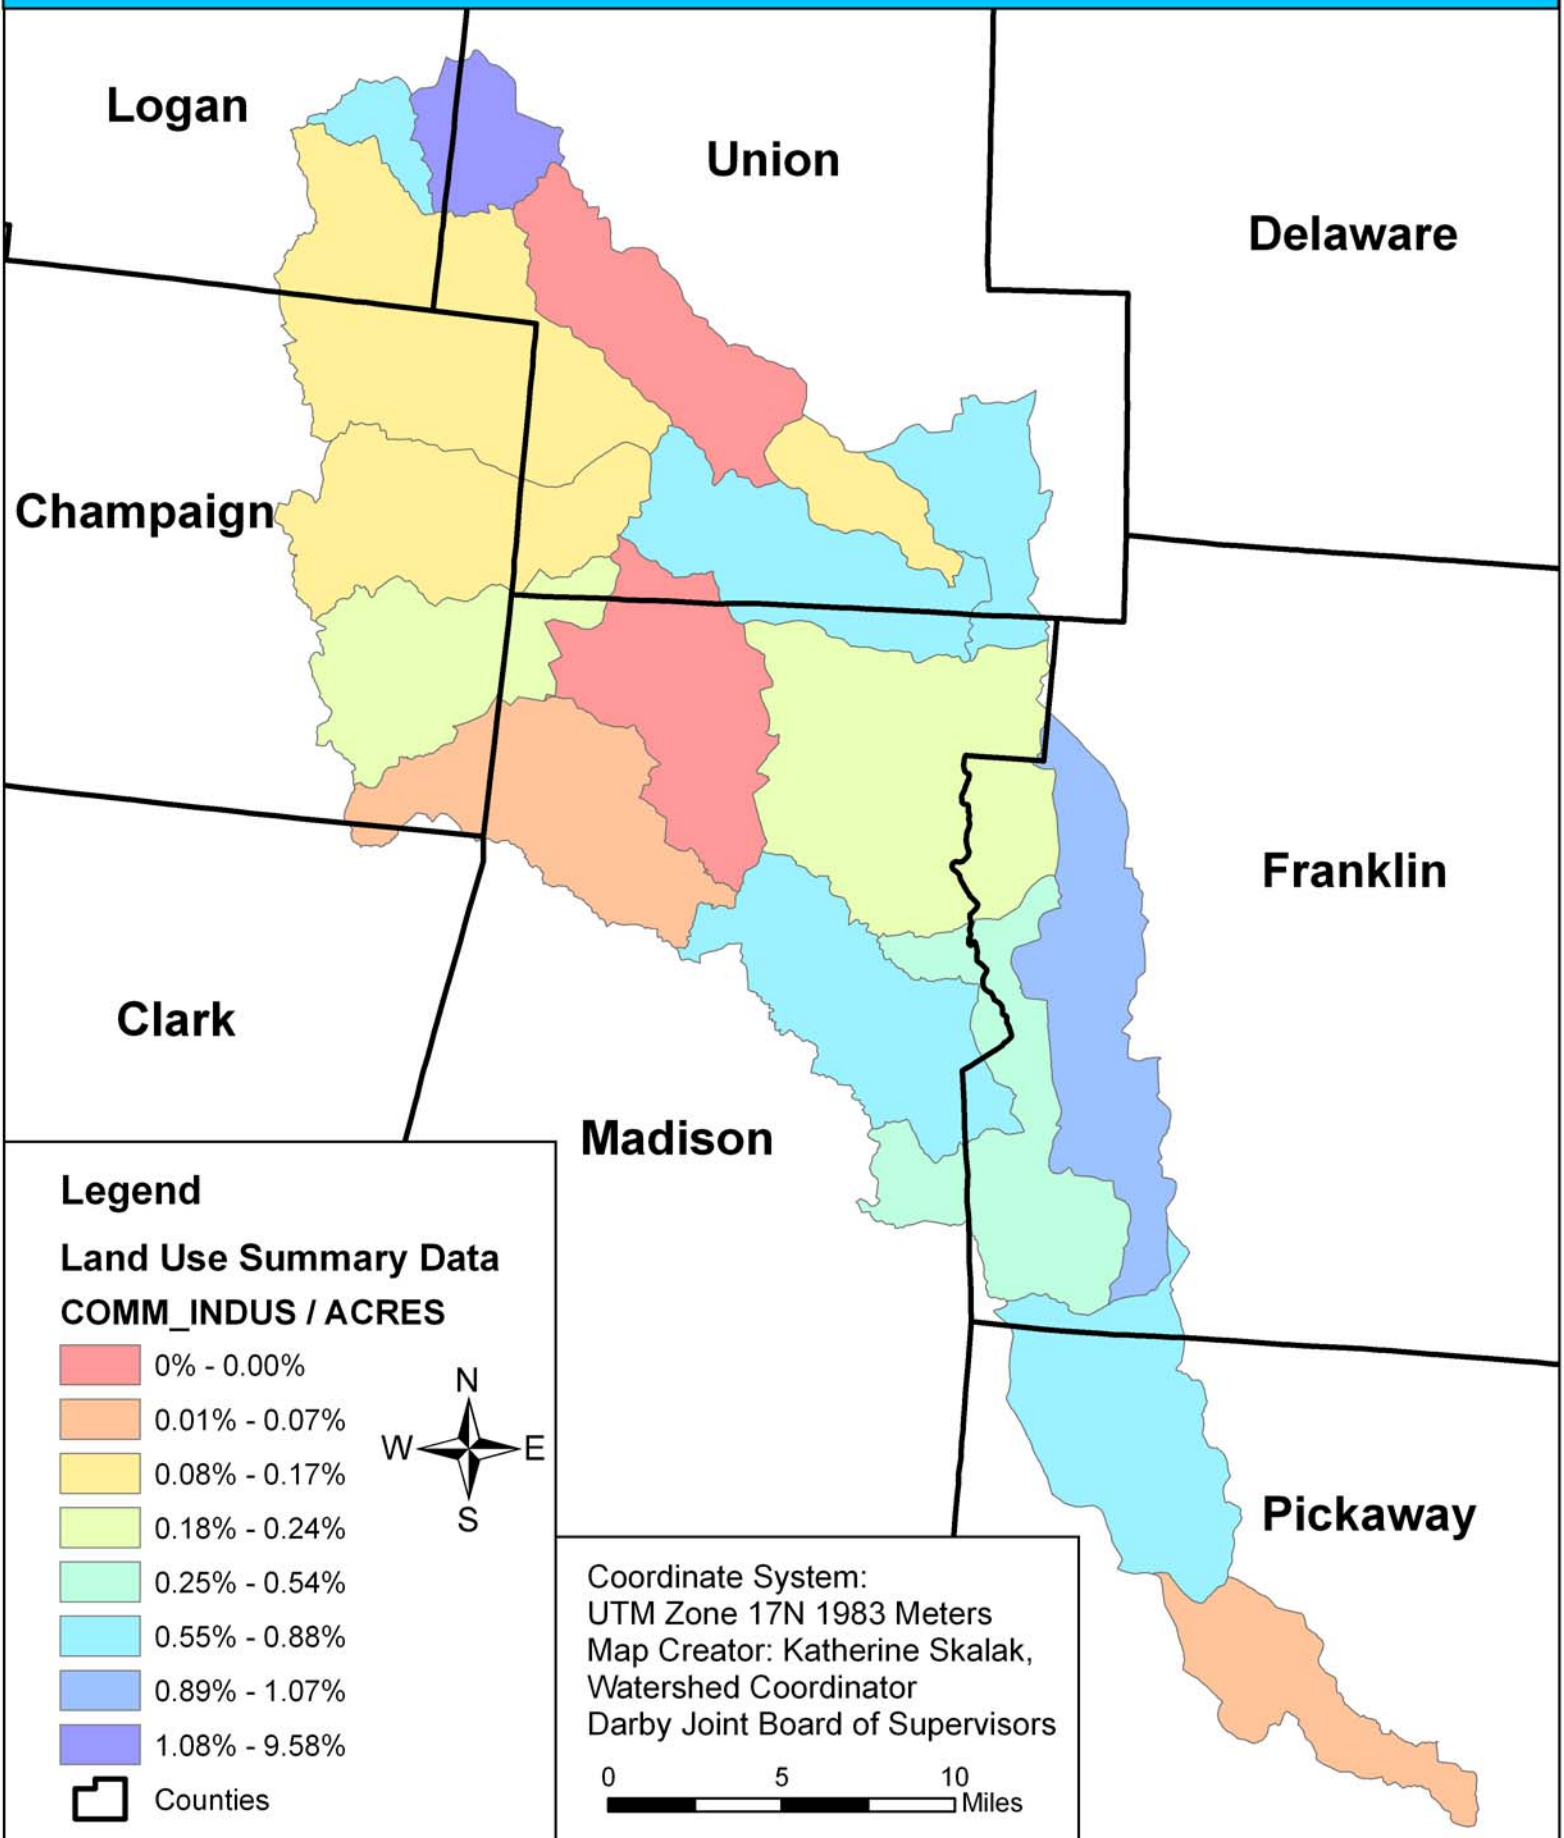 Logan
Union
Delaware
Champaign
Franklin
Clark
Madison
Pickaway
Legend
Land Use Summary Data
COMM_INDUS / ACRES
0% - 0.00%
0.01% - 0.07%
0.08% - 0.17%
0.18% - 0.24%
0.25% - 0.54%
0.55% - 0.88%
0.89% - 1.07%
1.08% - 9.58%
Counties
N
W E
S
Coordinate System:
UTM Zone 17N 1983 Meters
Map Creator: Katherine Skalak,
Watershed Coordinator
Darby Joint Board of Supervisors
0 5 10
Miles